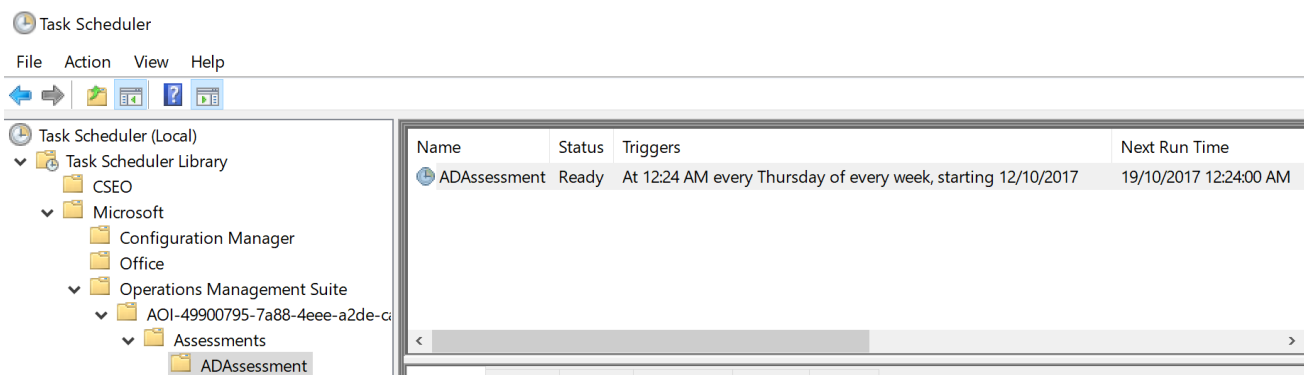 Task Scheduler
File Action View Help
Task Scheduler (Local)
Task Scheduler Library
CSEO
Microsoft
Configuration Manager
Office
Operations Management Suite
AOI-49900795-7a88-4eee-a2de-ca
Assessments
ADAssessment
Name Status Triggers Next Run Time
ADAssessment Ready At 12:24 AM every Thursday of every week, starting 12/10/2017 19/10/2017 12:24:00 AM